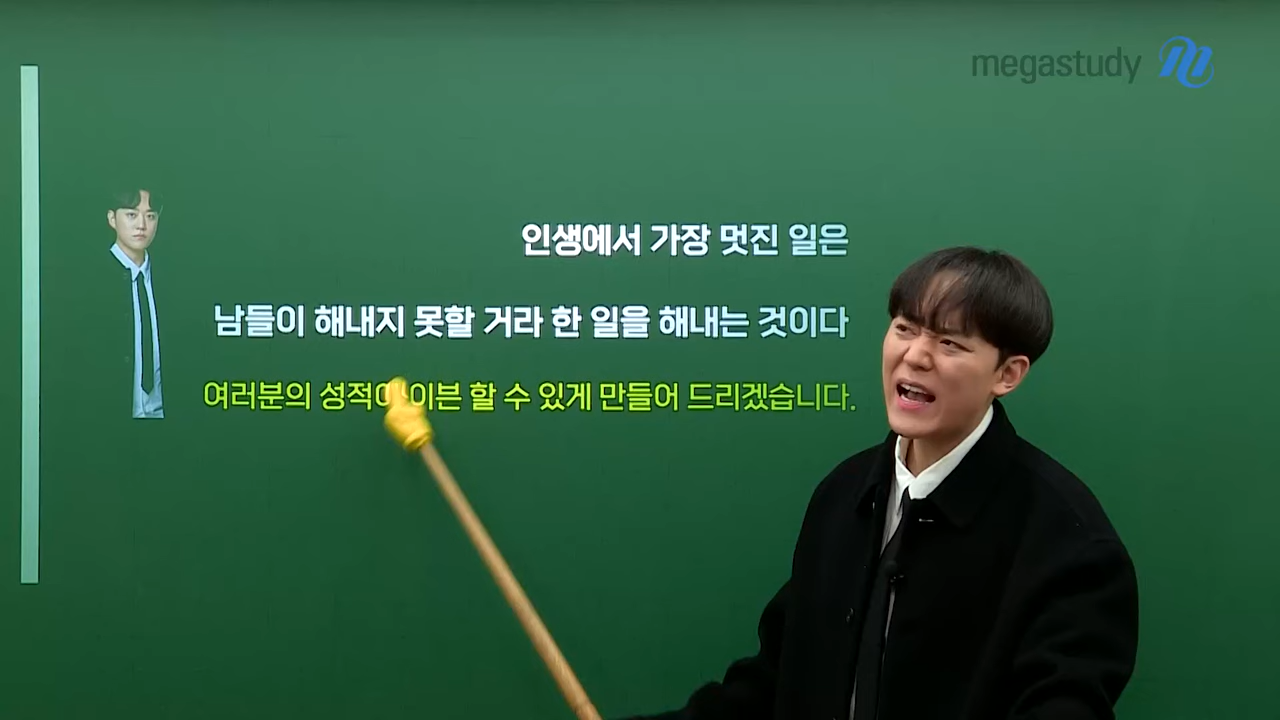 megastudy
인생에서 가장 멋진 일은
남들이 해내지 못할 거라 한 일을 해내는 것이다
여러분의 성적이 이븐 할 수 있게 만들어 드리겠습니다.